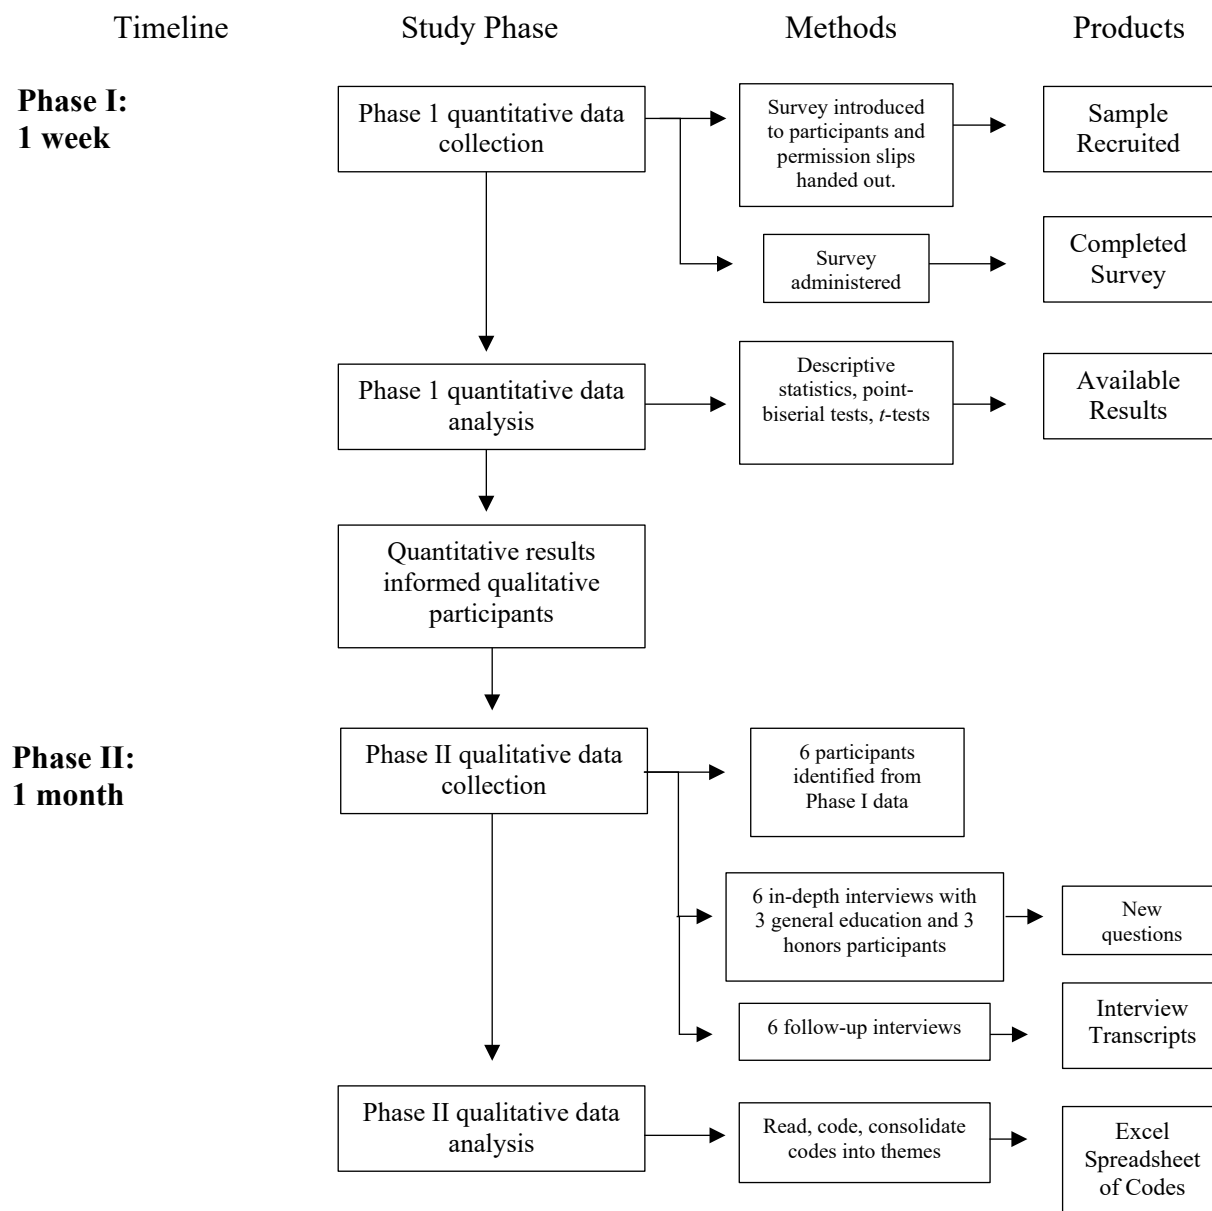 Timeline
Study Phase
Methods
Products
Phase I:
1 week
Phase 1 quantitative data
collection
Survey introduced
to participants and
permission slips
handed out.
Sample
Recruited
Survey
administered
Completed
Survey
Phase 1 quantitative data
analysis
Descriptive
statistics, point-
biserial tests, t-tests
Available
Results
Quantitative results
informed qualitative
participants
Phase II:
1 month
Phase II qualitative data
collection
6 participants
identified from
Phase I data
6 in-depth interviews with
3 general education and 3
honors participants
New
questions
6 follow-up interviews
Interview
Transcripts
Phase II qualitative data
analysis
Read, code, consolidate
codes into themes
Excel
Spreadsheet
of Codes